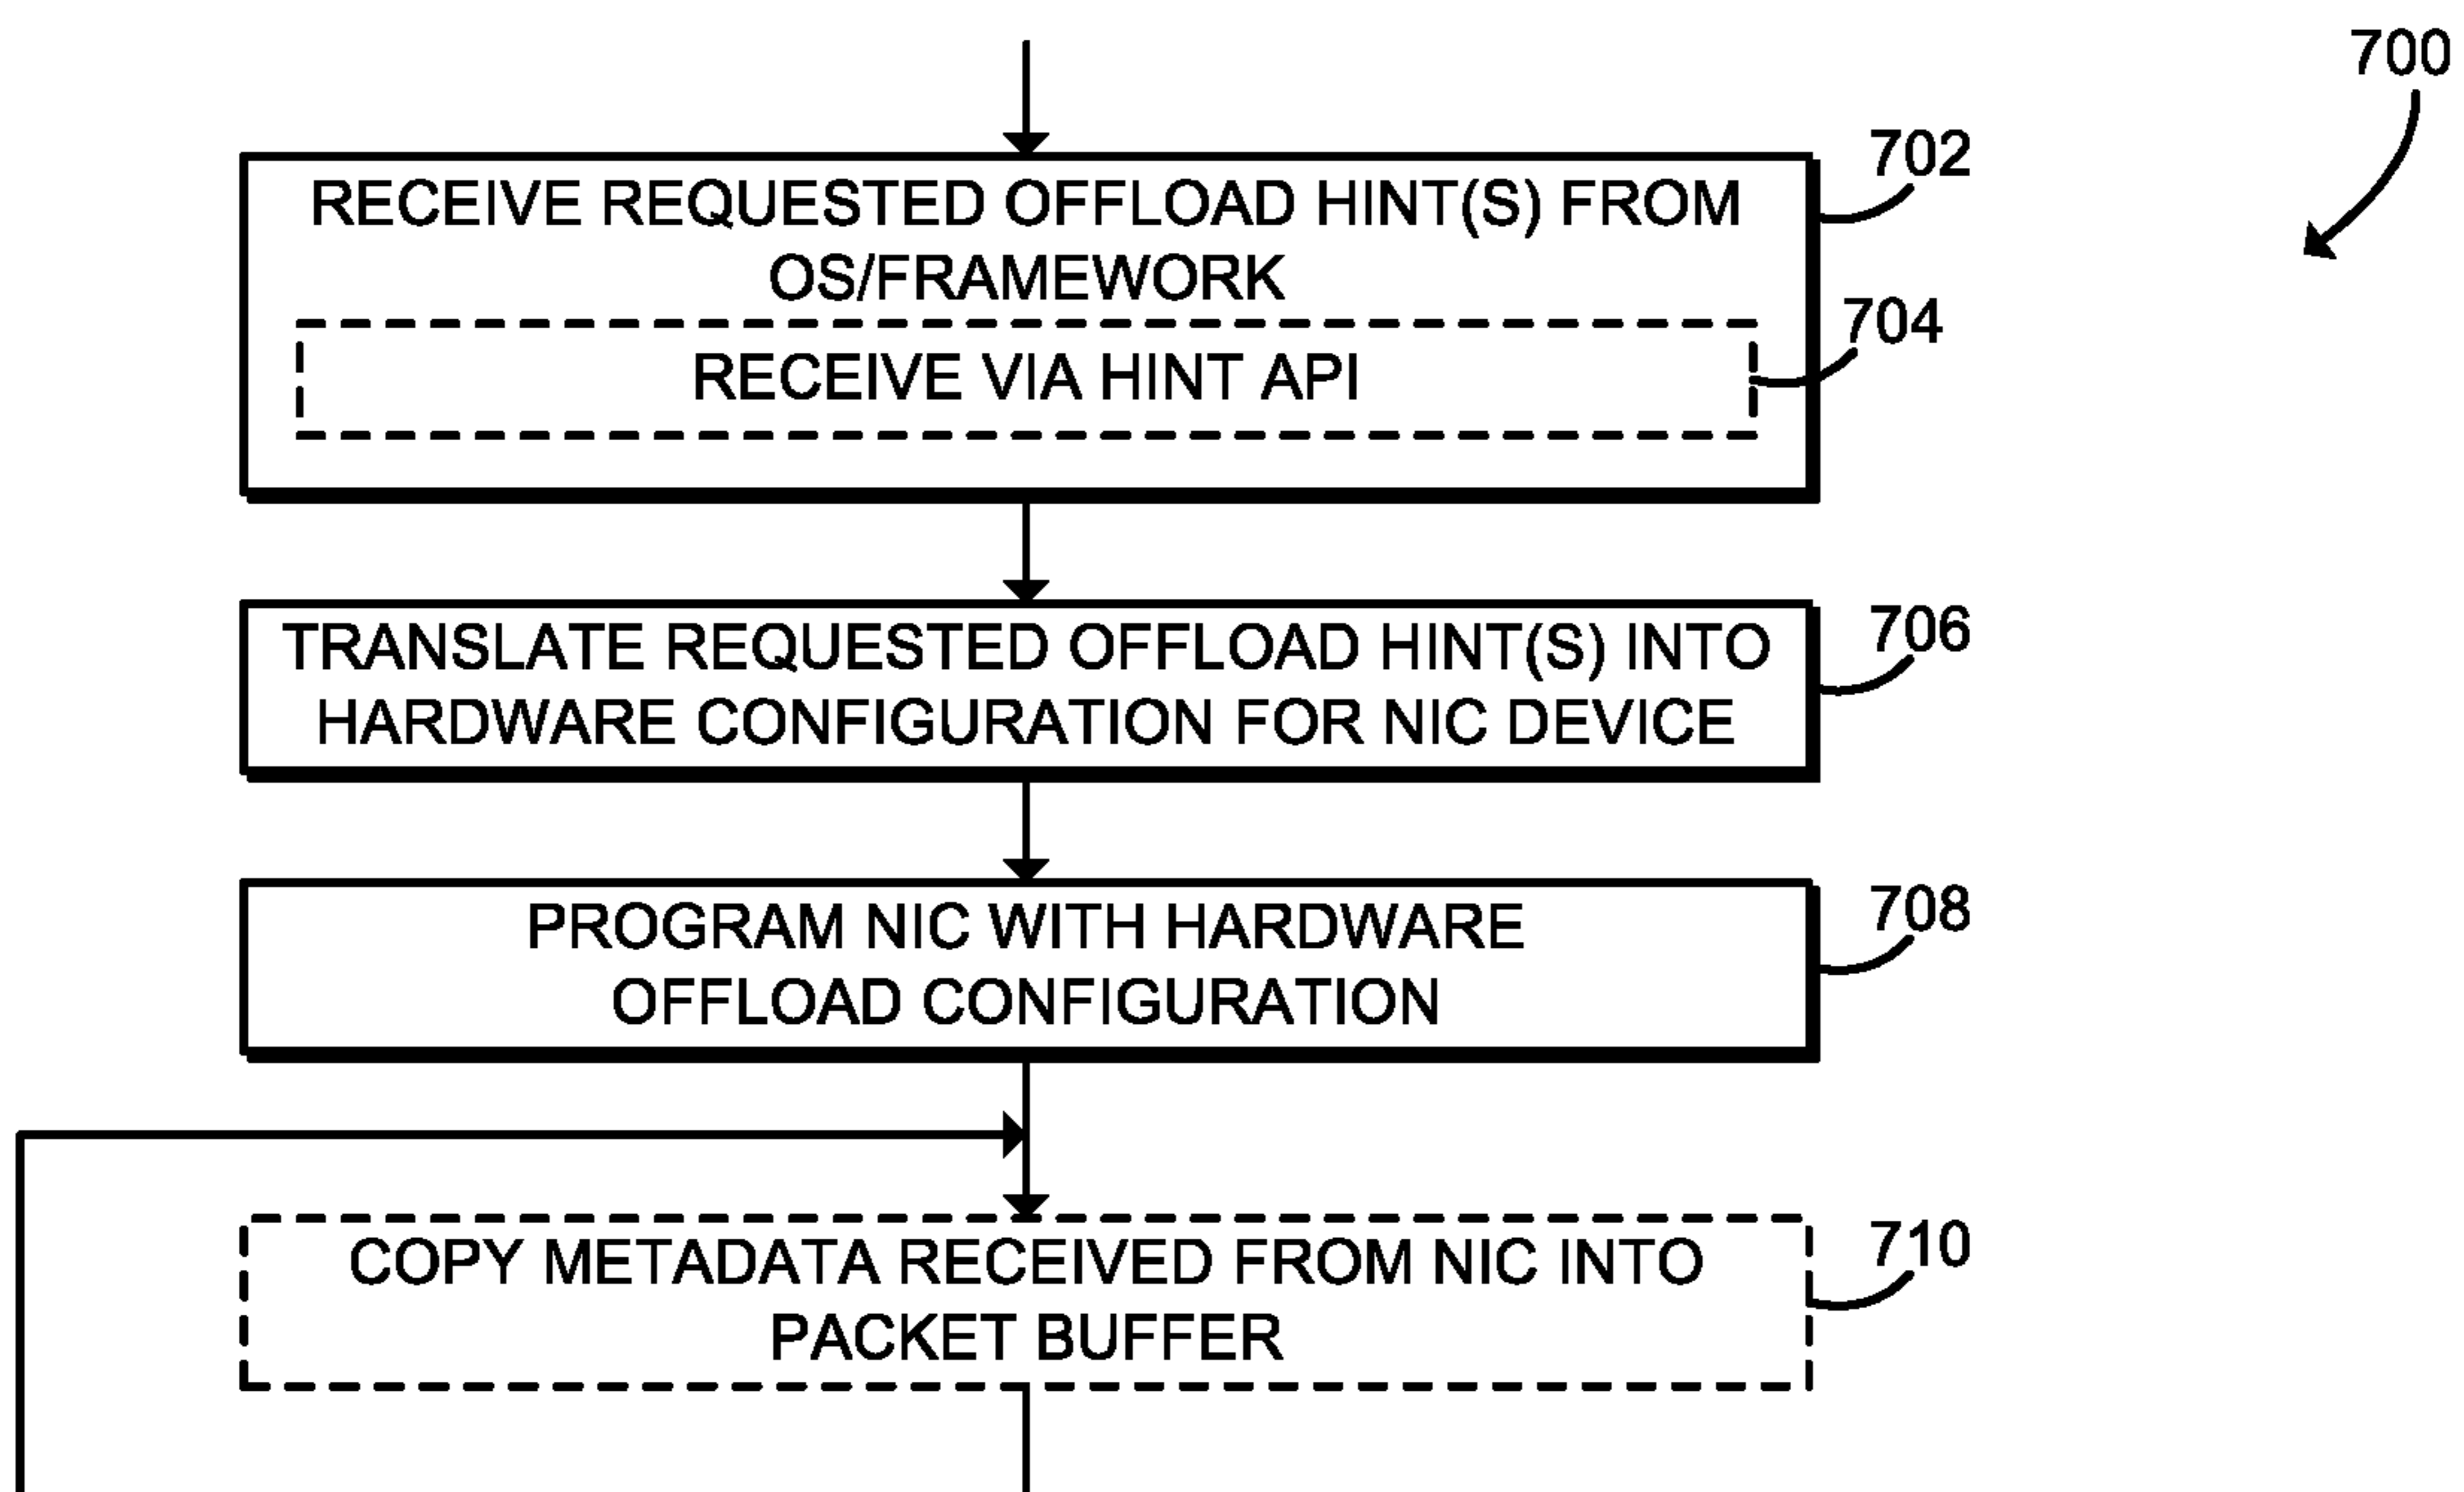 700
702
RECEIVE REQUESTED OFFLOAD HINT(S) FROM
OS/FRAMEWORK
704
RECEIVE VIA HINT API
706
TRANSLATE REQUESTED OFFLOAD HINT(S) INTO
HARDWARE CONFIGURATION FOR NIC DEVICE
708
PROGRAM NIC WITH HARDWARE
OFFLOAD CONFIGURATION
710
COPY METADATA RECEIVED FROM NIC INTO
PACKET BUFFER